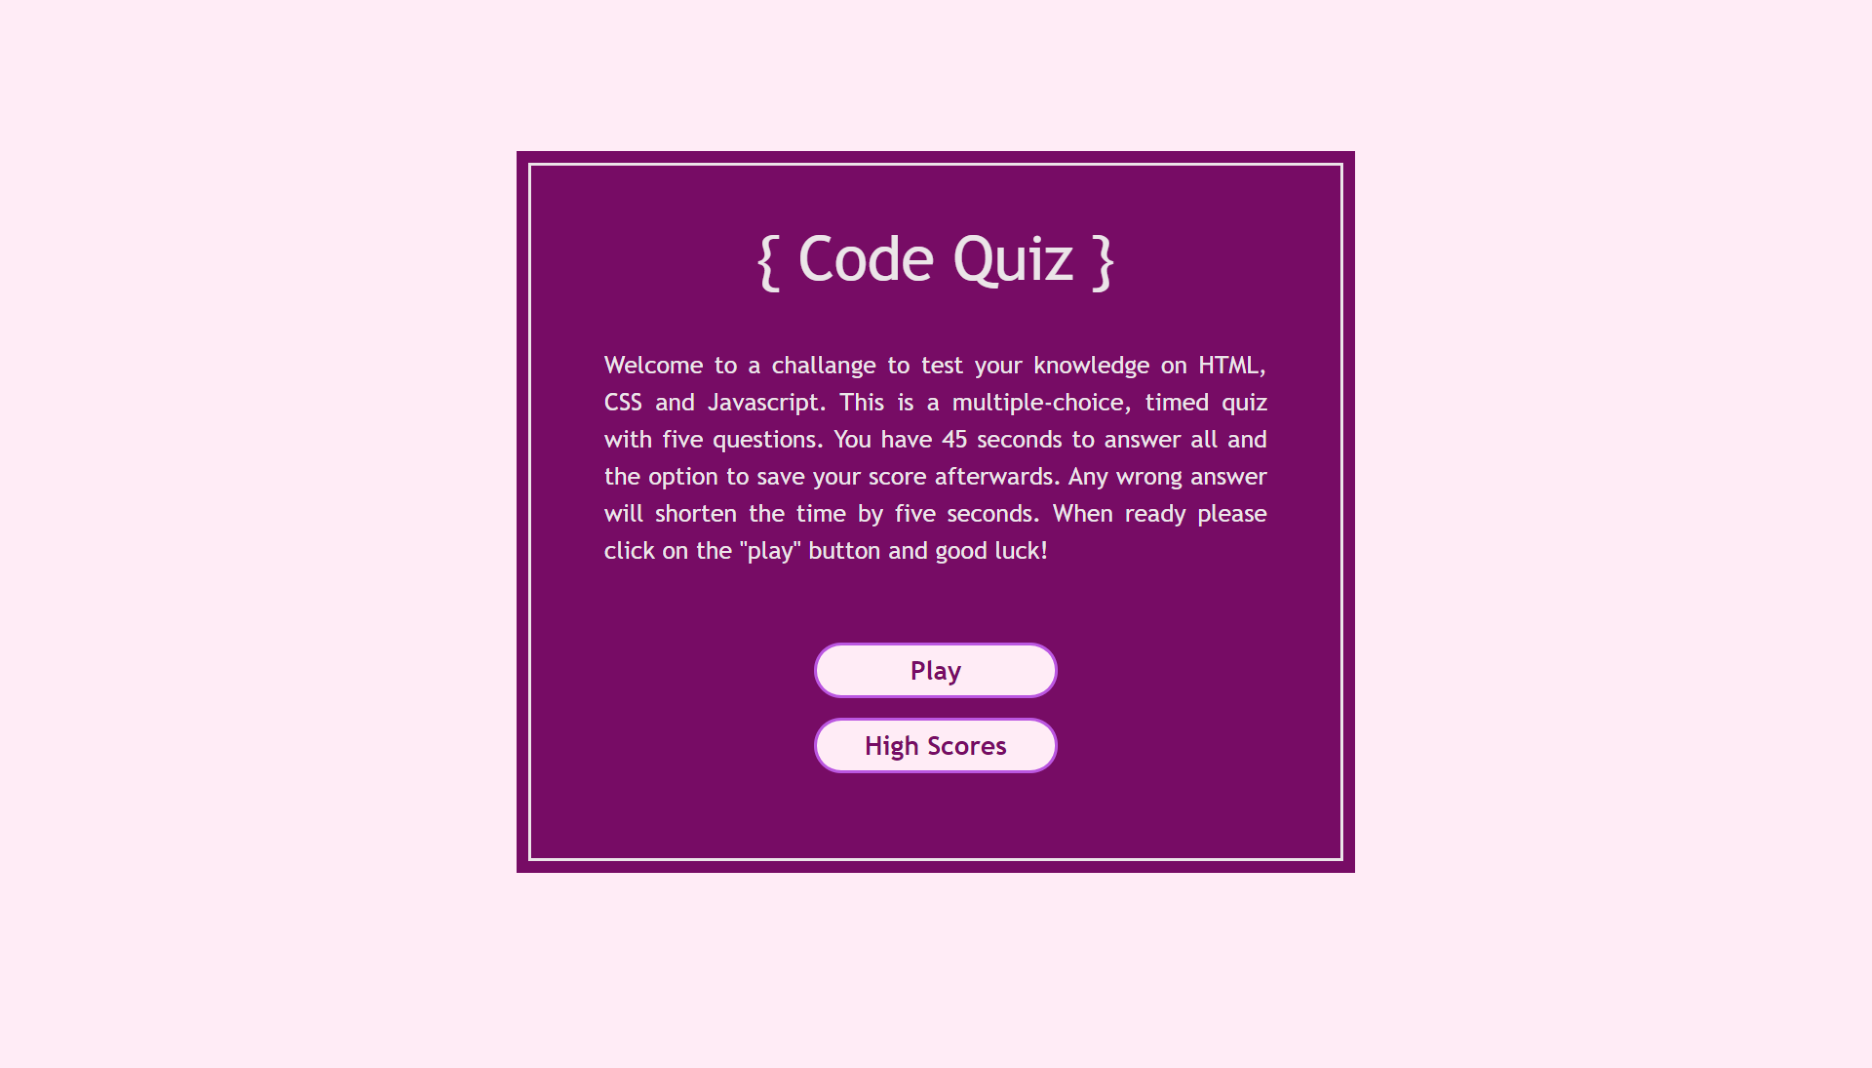 { Code Quiz }
Welcome to a challange to test your knowledge on HTML,
CSS and Javascript. This is a multiple-choice, timed quiz
with five questions. You have 45 seconds to answer all and
the option to save your score afterwards. Any wrong answer
will shorten the time by five seconds. When ready please
click on the "play" button and good luck!
Play
High Scores